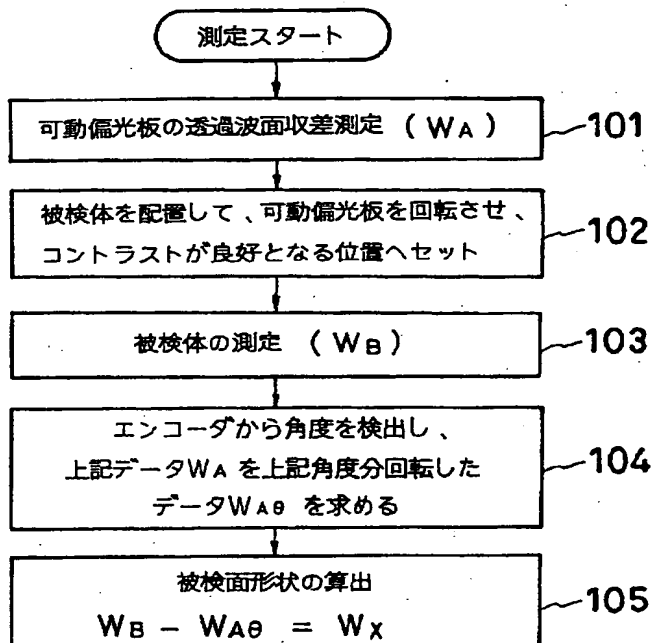 測定スタート
可動偏光板の透過波面収差測定 ( WA )
101
被検体を配置して、可動偏光板を回転させ、
コントラストが良好となる位置へセット
102
被検体の測定 ( WB )
103
エンコーダから角度を検出し、
上記データWA を上記角度分回転した
データWAθ を求める
104
被検面形状の算出
WB − WAθ = WX
105